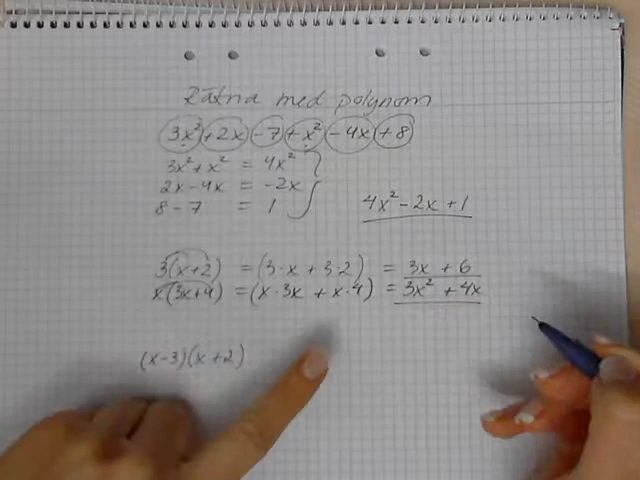 Räkna med polynom
3x² + 2x - 7 + x² - 4x + 8
3x² + x² = 4x²
2x - 4x = -2x
8 - 7 = 1
4x² - 2x + 1
3(x+2) = (3·x + 3·2) = 3x + 6
x(3x+4) = (x·3x + x·4) = 3x² + 4x
(x-3)(x+2)